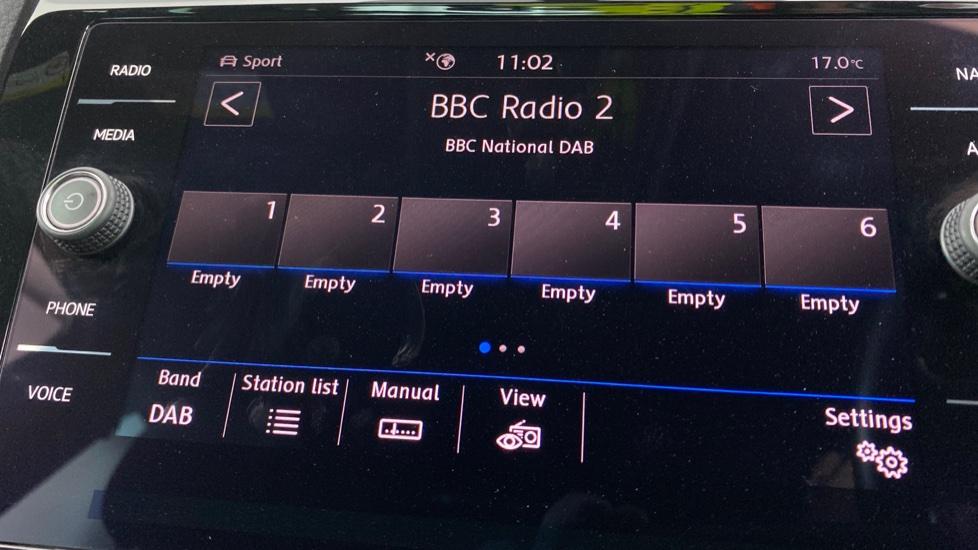 RADIO
MEDIA
PHONE
VOICE
Sport 11:02 17.0°C
BBC Radio 2
BBC National DAB
1 2 3 4 5 6
Empty Empty Empty Empty Empty Empty
Band Station list Manual View Settings
DAB
NA
A